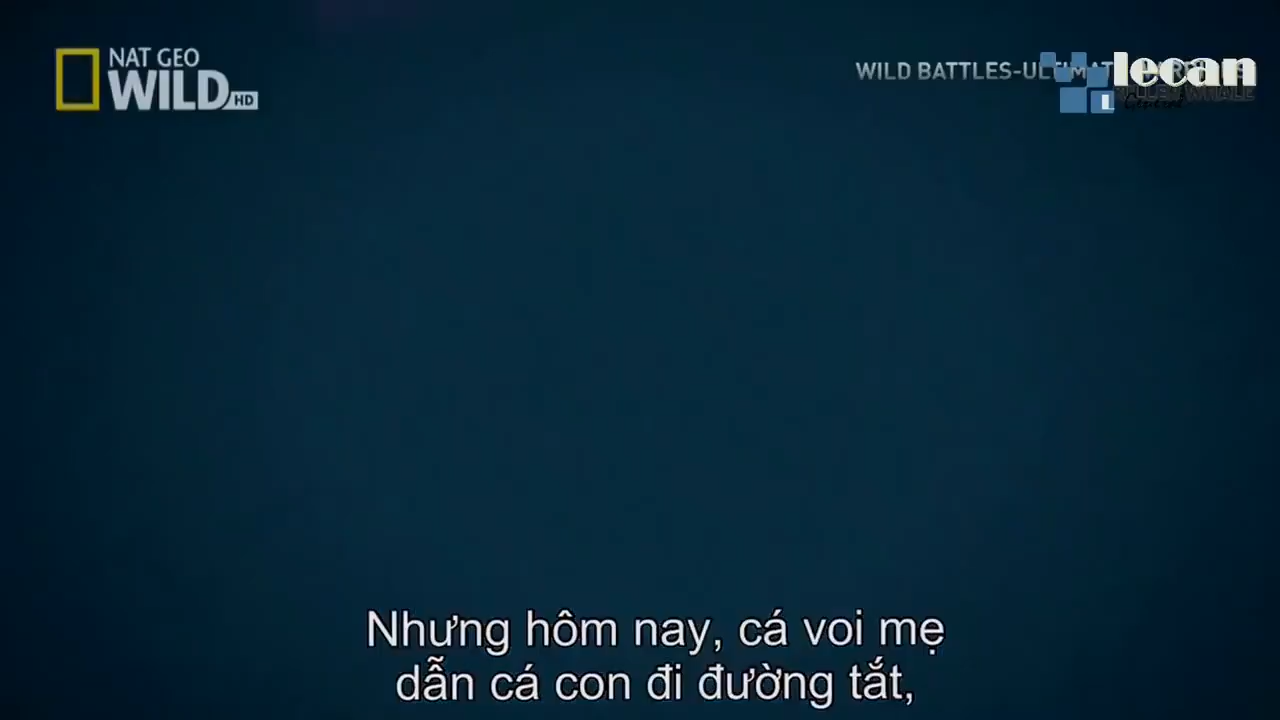 NAT GEO
WILD HD
WILD BATTLES-
lecan
Nhưng hôm nay, cá voi mẹ
dẫn cá con đi đường tắt,